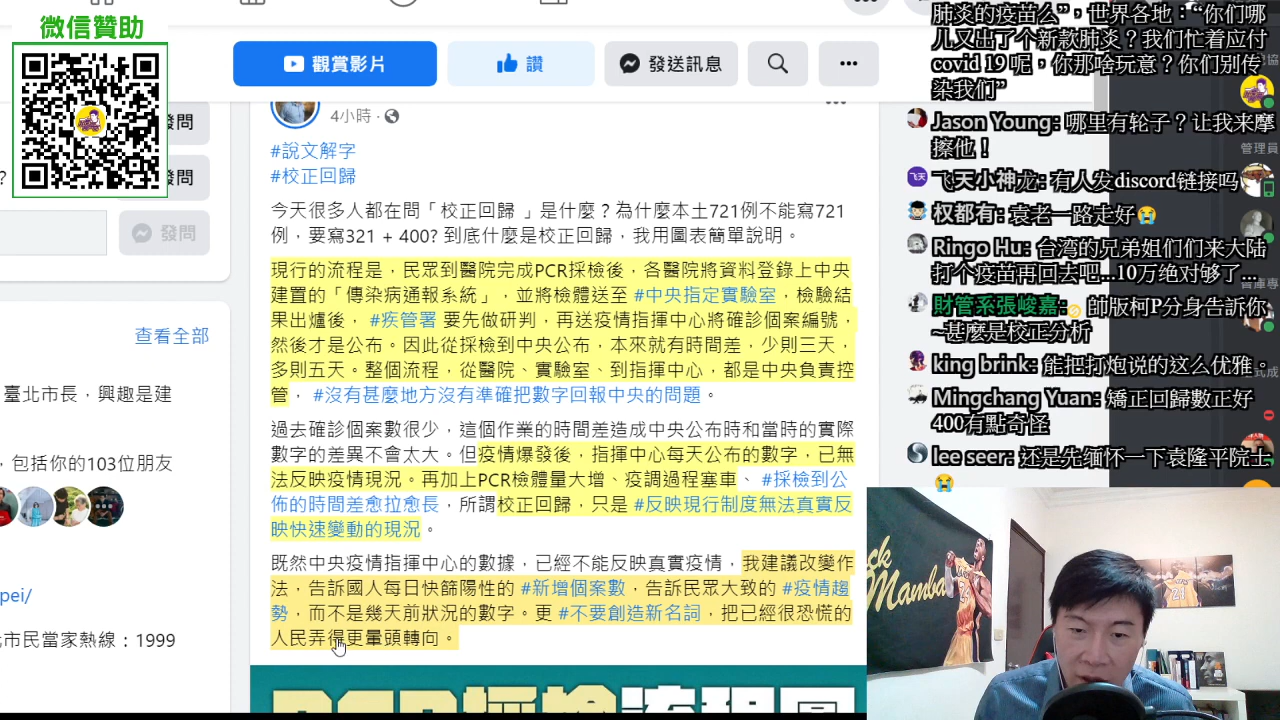 微信贊助
觀賞影片
讚
發送訊息
發問
發問
發問
?
查看全部
臺北市長，興趣是建
，包括你的103位朋友
pei/
市民當家熱線：1999
4小時
#說文解字
#校正回歸
今天很多人都在問「校正回歸 」是什麼？為什麼本土721例不能寫721
例，要寫321 + 400? 到底什麼是校正回歸，我用圖表簡單說明。
現行的流程是，民眾到醫院完成PCR採檢後，各醫院將資料登錄上中央
建置的「傳染病通報系統」，並將檢體送至 #中央指定實驗室，檢驗結
果出爐後， #疾管署 要先做研判，再送疫情指揮中心將確診個案編號，
然後才是公布。因此從採檢到中央公布，本來就有時間差，少則三天，
多則五天。整個流程，從醫院、實驗室、到指揮中心，都是中央負責控
管， #沒有甚麼地方沒有準確把數字回報中央的問題。
過去確診個案數很少，這個作業的時間差造成中央公布時和當時的實際
數字的差異不會太大。但疫情爆發後，指揮中心每天公布的數字，已無
法反映疫情現況。再加上PCR檢體量大增、疫調過程塞車、 #採檢到公
佈的時間差愈拉愈長，所謂校正回歸，只是 #反映現行制度無法真實反
映快速變動的現況。
既然中央疫情指揮中心的數據，已經不能反映真實疫情，我建議改變作
法，告訴國人每日快篩陽性的 #新增個案數，告訴民眾大致的 #疫情趨
勢，而不是幾天前狀況的數字。更 #不要創造新名詞，把已經很恐慌的
人民弄得更暈頭轉向。
PCR採檢流程圖
肺炎的疫苗么”，世界各地：“你们哪
儿又出了个新款肺炎？我们忙着应付
covid 19 呢，你那啥玩意？你们别传
染我们”
Jason Young: 哪里有轮子？让我来摩
擦他！
管理員
飞天
飞天小神龙: 有人发discord链接吗
权都有: 袁老一路走好😭
Ringo Hu: 台湾的兄弟姐们们来大陆
打个疫苗再回去吧...10万绝对够了...
財管系張峻嘉: 帥版柯P分身告訴你
~甚麼是校正分析
king brink: 能把打炮说的这么优雅。
Mingchang Yuan: 矯正回歸數正好
400有點奇怪
lee seer: 还是先缅怀一下袁隆平院士
😭
Mamba
24